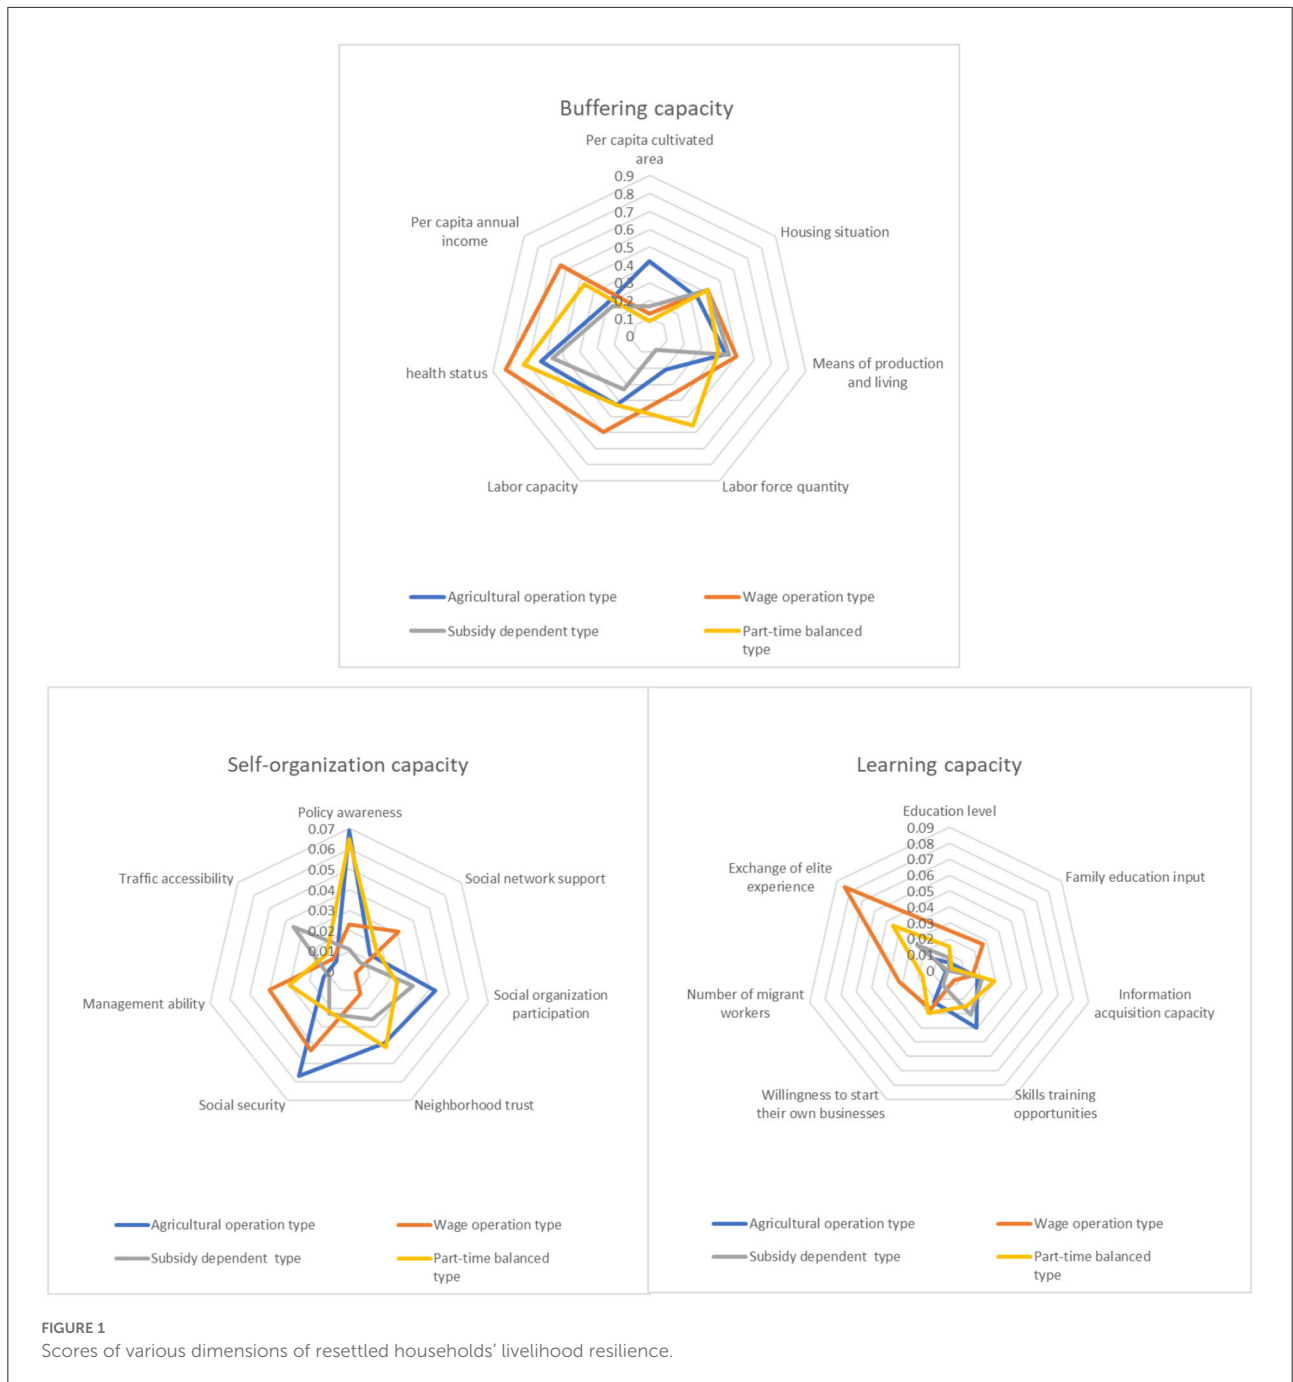 Buffering capacity
Per capita cultivated
area
0.9
0.8
0.7
0.6
0.5
0.4
0.3
0.2
0.1
0
Per capita annual
income
Housing situation
health status
Means of production
and living
Labor capacity
Labor force quantity
Agricultural operation type
Wage operation type
Subsidy dependent type
Part-time balanced
type
Self-organization capacity
Policy awareness
0.07
0.06
0.05
0.04
0.03
0.02
0.01
0
Traffic accessibility
Social network support
Management ability
Social organization
participation
Social security
Neighborhood trust
Agricultural operation type
Wage operation type
Subsidy dependent type
Part-time balanced
type
Learning capacity
Education level
0.09
0.08
0.07
0.06
0.05
0.04
0.03
0.02
0.01
0
Exchange of elite
experience
Family education input
Number of migrant
workers
Information
acquisition capacity
Willingness to start
their own businesses
Skills training
opportunities
Agricultural operation type
Wage operation type
Subsidy dependent type
Part-time balanced
type
FIGURE 1
Scores of various dimensions of resettled households' livelihood resilience.